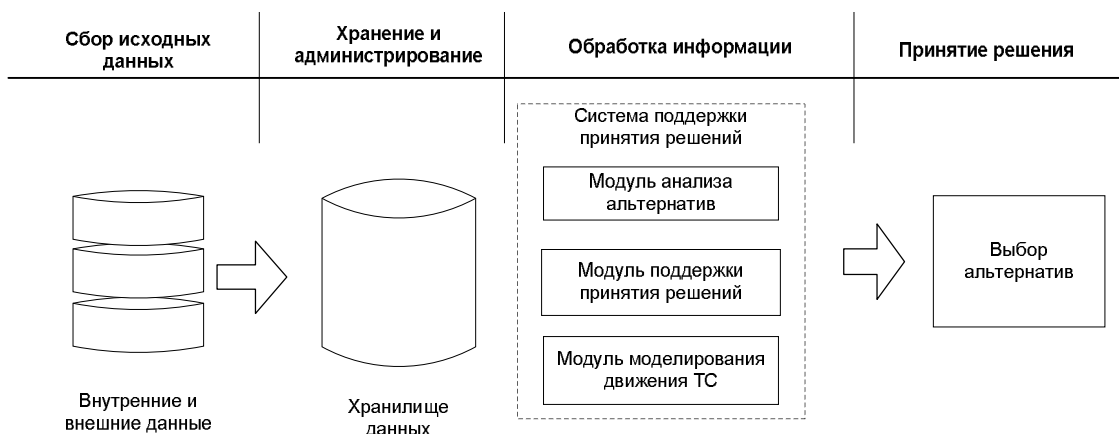 Сбор исходных
данных
Хранение и
администрирование
Обработка информации
Принятие решения
Система поддержки
принятия решений
Модуль анализа
альтернатив
Модуль поддержки
принятия решений
Модуль моделирования
движения ТС
Выбор
альтернатив
Внутренние и
внешние данные
Хранилище
данных